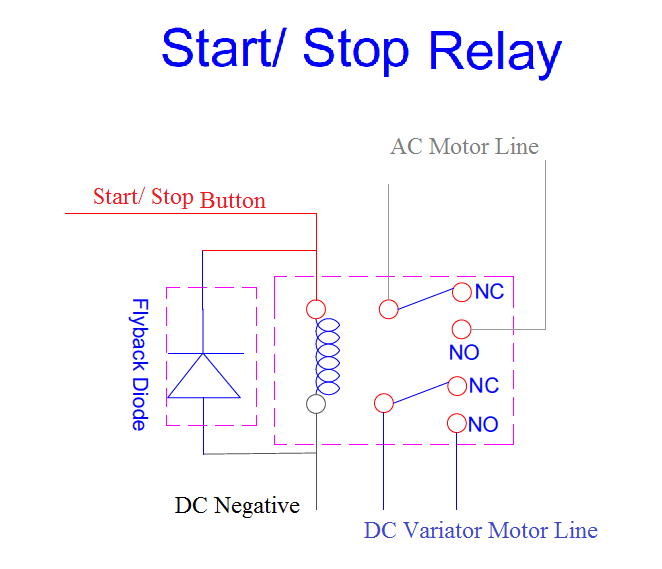 Start/ Stop Relay
AC Motor Line
Start/ Stop Button
NC
Flyback Diode
NO
NC
NO
DC Negative
DC Variator Motor Line